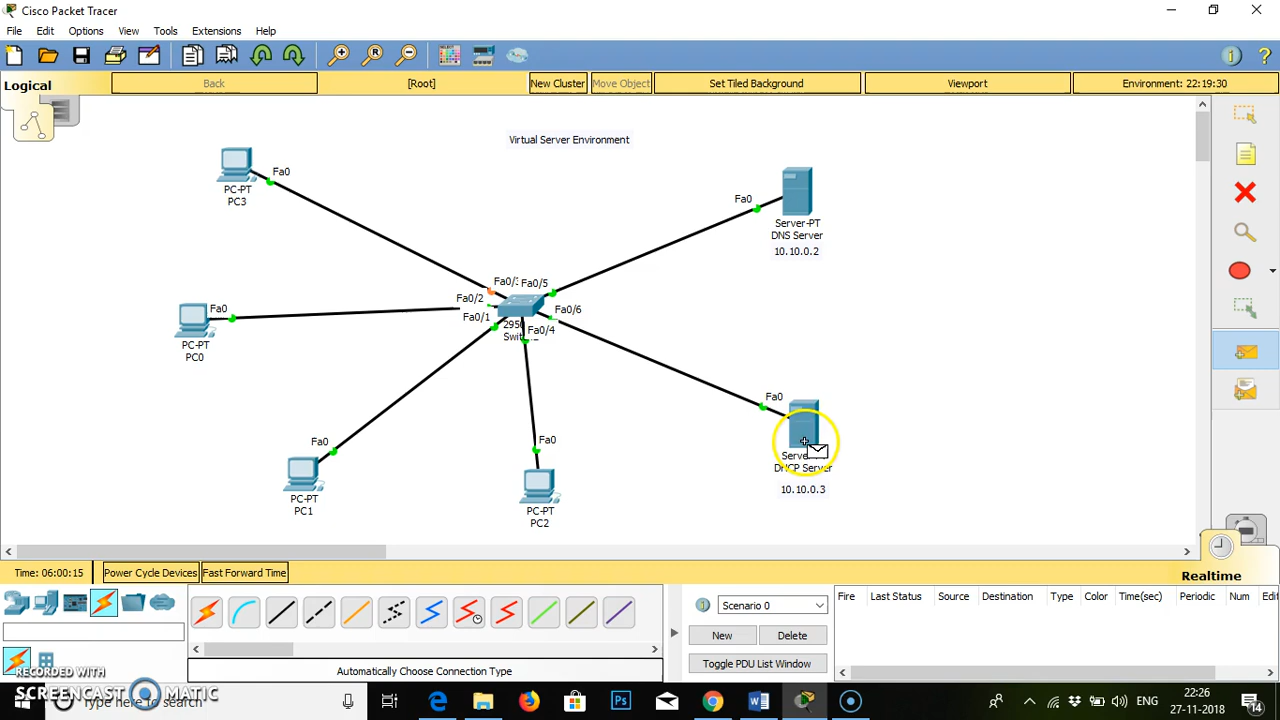 Cisco Packet Tracer
File Edit Options View Tools Extensions Help
Logical
Back
[Root]
New Cluster
Move Object
Set Tiled Background
Viewport
Environment: 22:19:30
Virtual Server Environment
Fa0
PC-PT
PC3
Fa0
Server-PT
DNS Server
10.10.0.2
Fa0/5
Fa0/2
Fa0/6
Fa0/1
Fa0/4
Fa0
PC-PT
PC0
Fa0
DHCP Server
10.10.0.3
Fa0
PC-PT
PC1
Fa0
PC-PT
PC2
Time: 06:00:15
Power Cycle Devices
Fast Forward Time
Realtime
Scenario 0
New
Delete
Toggle PDU List Window
Fire Last Status Source Destination Type Color Time(sec) Periodic Num Edi
Automatically Choose Connection Type
RECORDED WITH
SCREENCAST MATIC
Type here to search
ENG
22:26
27-11-2018
14